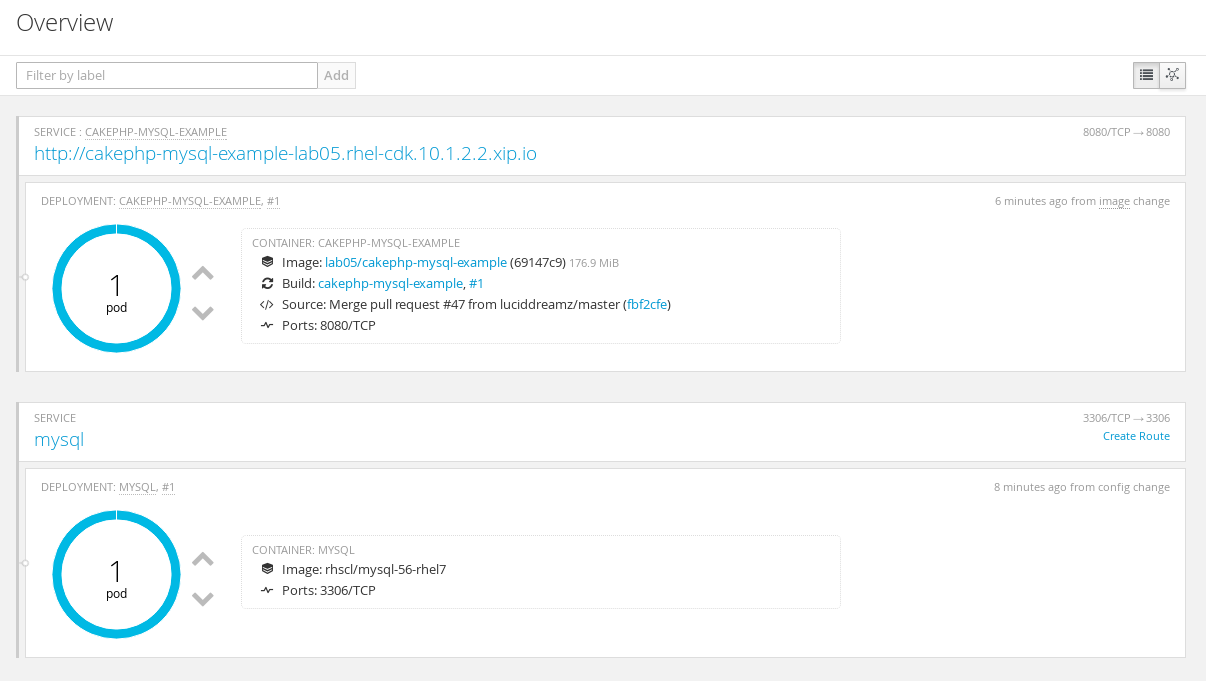 Overview
Filter by label
Add
SERVICE : CAKEPHP-MYSQL-EXAMPLE
8080/TCP → 8080
http://cakephp-mysql-example-lab05.rhel-cdk.10.1.2.2.xip.io
DEPLOYMENT: CAKEPHP-MYSQL-EXAMPLE, #1
6 minutes ago from image change
1
pod
CONTAINER: CAKEPHP-MYSQL-EXAMPLE
Image: lab05/cakephp-mysql-example (69147c9) 176.9 MiB
Build: cakephp-mysql-example, #1
Source: Merge pull request #47 from luciddreamz/master (fbf2cfe)
Ports: 8080/TCP
SERVICE
3306/TCP → 3306
mysql
Create Route
DEPLOYMENT: MYSQL, #1
8 minutes ago from config change
1
pod
CONTAINER: MYSQL
Image: rhscl/mysql-56-rhel7
Ports: 3306/TCP